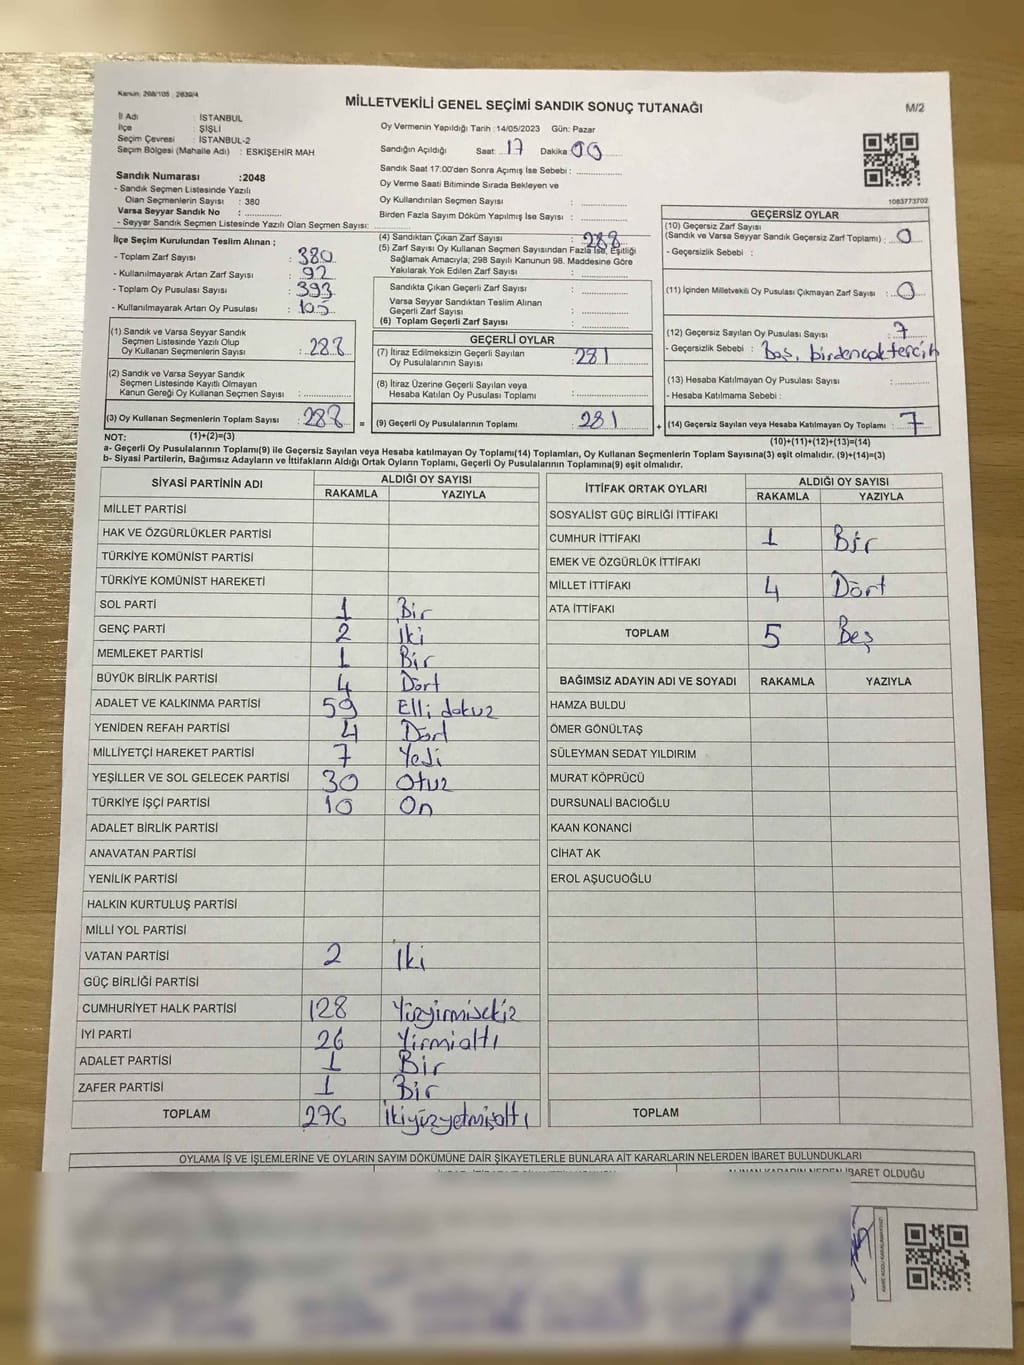 Kanun: 298/105 , 2839/4
MİLLETVEKİLİ GENEL SEÇİMİ SANDIK SONUÇ TUTANAĞI
M/2
İl Adı : İSTANBUL
İlçe : ŞİŞLİ
Seçim Çevresi : İSTANBUL-2
Seçim Bölgesi (Mahalle Adı) : ESKİŞEHİR MAH
Sandık Numarası :2048
- Sandık Seçmen Listesinde Yazılı
Olan Seçmenlerin Sayısı : 380
Varsa Seyyar Sandık No : ..............
- Seyyar Sandık Seçmen Listesinde Yazılı Olan Seçmen Sayısı: ..............
Oy Vermenin Yapıldığı Tarih :14/05/2023 Gün: Pazar
Sandığın Açıldığı Saat: 17 Dakika: 00
Sandık Saat 17:00'den Sonra Açımış İse Sebebi : ..............
Oy Verme Saati Bitiminde Sırada Bekleyen ve
Oy Kullandırılan Seçmen Sayısı : ..............
Birden Fazla Sayım Döküm Yapılmış İse Sayısı : ..............
1083773702
İlçe Seçim Kurulundan Teslim Alınan ;
- Toplam Zarf Sayısı : 380
- Kullanılmayarak Artan Zarf Sayısı : 92
- Toplam Oy Pusulası Sayısı : 393
- Kullanılmayarak Artan Oy Pusulası : 105
(1) Sandık ve Varsa Seyyar Sandık
Seçmen Listesinde Yazılı Olup
Oy Kullanan Seçmenlerin Sayısı : 288
(2) Sandık ve Varsa Seyyar Sandık
Seçmen Listesinde Kayıtlı Olmayan
Kanun Gereği Oy Kullanan Seçmen Sayısı : ..............
(3) Oy Kullanan Seçmenlerin Toplam Sayısı : 288 =
(1)+(2)=(3)
(4) Sandıktan Çıkan Zarf Sayısı : 288
(5) Zarf Sayısı Oy Kullanan Seçmen Sayısından Fazla İse, Eşitliği
Sağlamak Amacıyla, 298 Sayılı Kanunun 98. Maddesine Göre
Yakılarak Yok Edilen Zarf Sayısı : ..............
Sandıkta Çıkan Geçerli Zarf Sayısı : ..............
Varsa Seyyar Sandıktan Teslim Alınan
Geçerli Zarf Sayısı : ..............
(6) Toplam Geçerli Zarf Sayısı : ..............
GEÇERLİ OYLAR
(7) İtiraz Edilmeksizin Geçerli Sayılan
Oy Pusulalarının Sayısı : 281
(8) İtiraz Üzerine Geçerli Sayılan veya
Hesaba Katılan Oy Pusulası Toplamı : ..............
(9) Geçerli Oy Pusulalarının Toplamı : 281 +
GEÇERSİZ OYLAR
(10) Geçersiz Zarf Sayısı
(Sandık ve Varsa Seyyar Sandık Geçersiz Zarf Toplamı) : 0
- Geçersizlik Sebebi :
(11) İçinden Milletvekili Oy Pusulası Çıkmayan Zarf Sayısı : 0
(12) Geçersiz Sayılan Oy Pusulası Sayısı : 7
- Geçersizlik Sebebi : Boş, birden çok tercih
(13) Hesaba Katılmayan Oy Pusulası Sayısı : ..............
- Hesaba Katılmama Sebebi :
(14) Geçersiz Sayılan veya Hesaba Katılmayan Oy Toplamı : 7
(10)+(11)+(12)+(13)=(14)
NOT:
a- Geçerli Oy Pusulalarının Toplamı(9) ile Geçersiz Sayılan veya Hesaba katılmayan Oy Toplamı(14) Toplamları, Oy Kullanan Seçmenlerin Toplam Sayısına(3) eşit olmalıdır. (9)+(14)=(3)
b- Siyasi Partilerin, Bağımsız Adayların ve İttifakların Aldığı Ortak Oyların Toplamı, Geçerli Oy Pusulalarının Toplamına(9) eşit olmalıdır.
SİYASİ PARTİNİN ADI ALDIĞI OY SAYISI
RAKAMLA YAZIYLA
MİLLET PARTİSİ
HAK VE ÖZGÜRLÜKLER PARTİSİ
TÜRKİYE KOMÜNİST PARTİSİ
TÜRKİYE KOMÜNİST HAREKETİ
SOL PARTİ 1 Bir
GENÇ PARTİ 2 İki
MEMLEKET PARTİSİ 1 Bir
BÜYÜK BİRLİK PARTİSİ 4 Dört
ADALET VE KALKINMA PARTİSİ 59 Elli dokuz
YENİDEN REFAH PARTİSİ 4 Dört
MİLLİYETÇİ HAREKET PARTİSİ 7 Yedi
YEŞİLLER VE SOL GELECEK PARTİSİ 30 Otuz
TÜRKİYE İŞÇİ PARTİSİ 10 On
ADALET BİRLİK PARTİSİ
ANAVATAN PARTİSİ
YENİLİK PARTİSİ
HALKIN KURTULUŞ PARTİSİ
MİLLİ YOL PARTİSİ
VATAN PARTİSİ 2 İki
GÜÇ BİRLİĞİ PARTİSİ
CUMHURİYET HALK PARTİSİ 128 Yüzyirmisekiz
İYİ PARTİ 26 Yirmialtı
ADALET PARTİSİ 1 Bir
ZAFER PARTİSİ 1 Bir
TOPLAM 276 İkiyüzyetmişaltı
İTTİFAK ORTAK OYLARI ALDIĞI OY SAYISI
RAKAMLA YAZIYLA
SOSYALİST GÜÇ BİRLİĞİ İTTİFAKI
CUMHUR İTTİFAKI 1 Bir
EMEK VE ÖZGÜRLÜK İTTİFAKI
MİLLET İTTİFAKI 4 Dört
ATA İTTİFAKI
TOPLAM 5 Beş
BAĞIMSIZ ADAYIN ADI VE SOYADI RAKAMLA YAZIYLA
HAMZA BULDU
ÖMER GÖNÜLTAŞ
SÜLEYMAN SEDAT YILDIRIM
MURAT KÖPRÜCÜ
DURSUNALİ BACIOĞLU
KAAN KONANCİ
CİHAT AK
EROL AŞUCUOĞLU
TOPLAM
OYLAMA İŞ VE İŞLEMLERİNE VE OYLARIN SAYIM DÖKÜMÜNE DAİR ŞİKAYETLERLE BUNLARA AİT KARARLARIN NELERDEN İBARET BULUNDUKLARI
ALINAN KARARIN NEDEN İBARET OLDUĞU